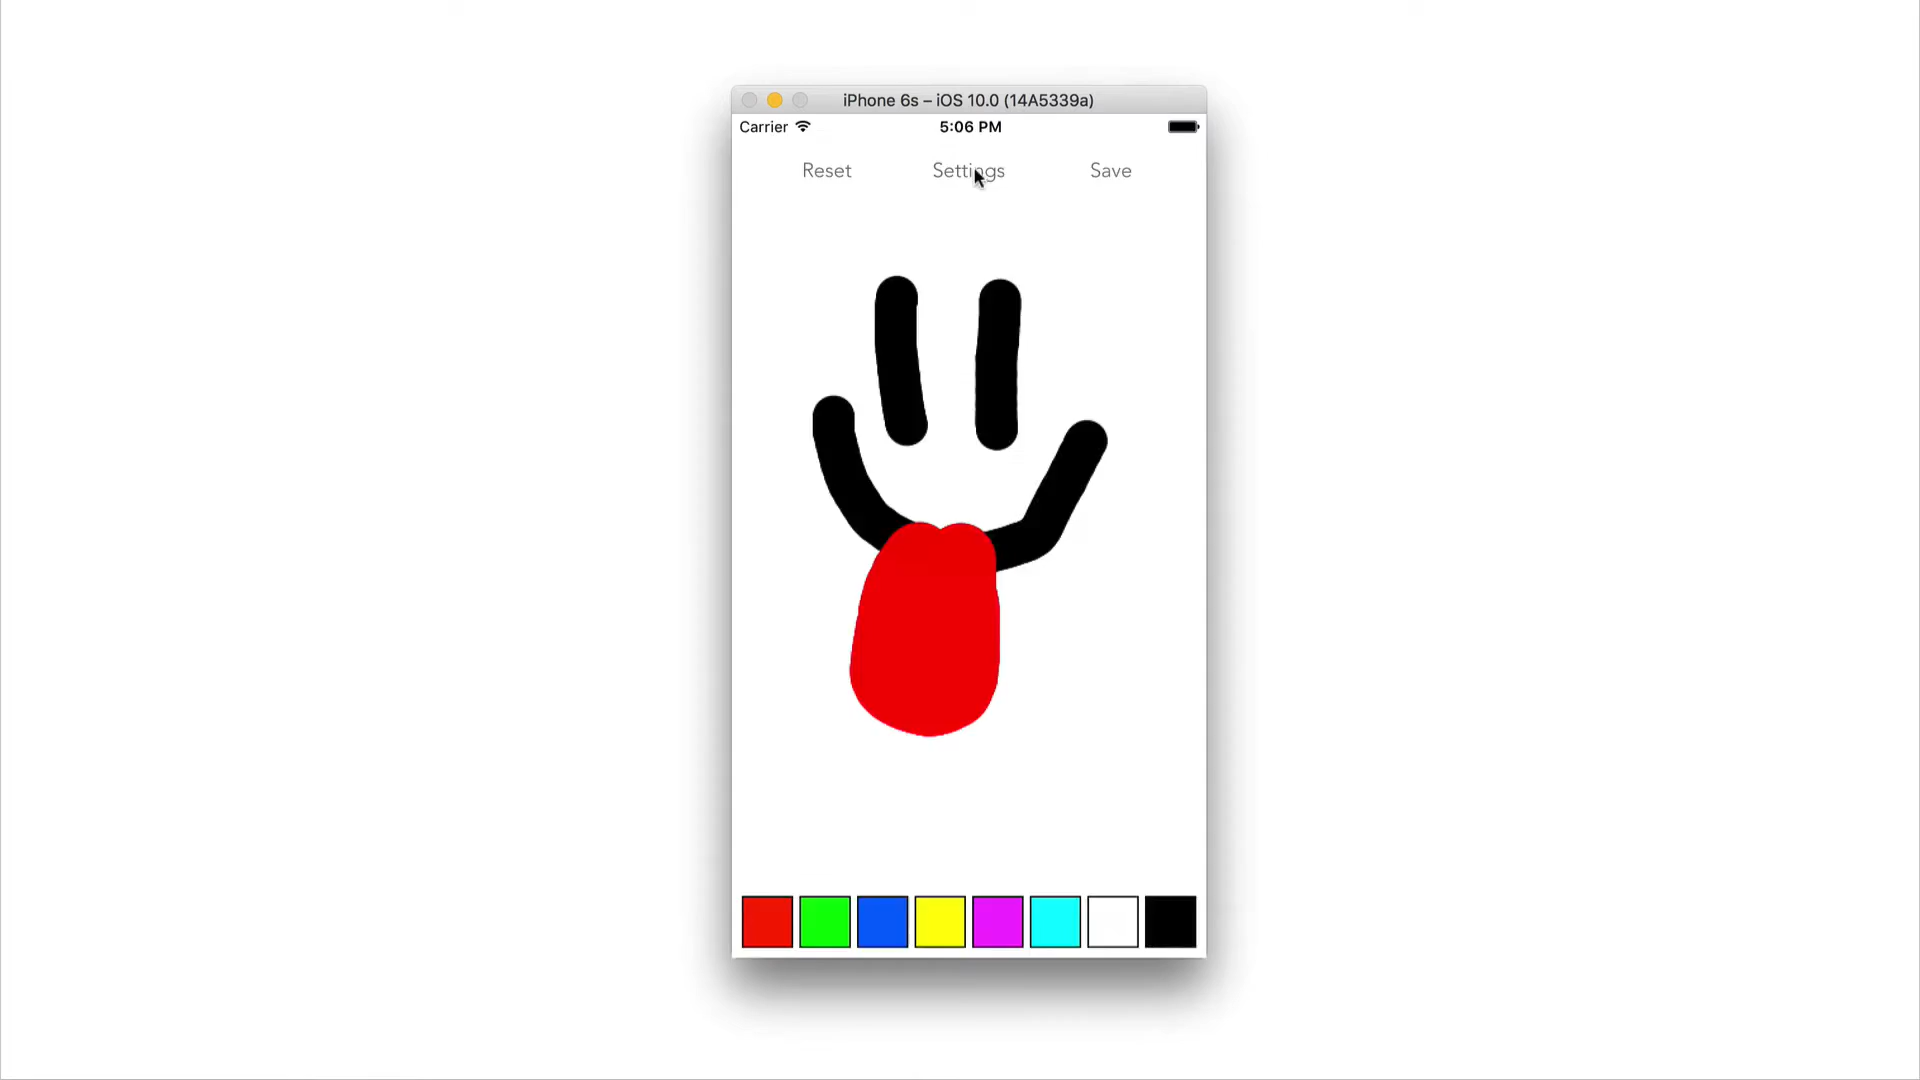 iPhone 6s – iOS 10.0 (14A5339a)
Carrier 5:06 PM
Reset Settings Save